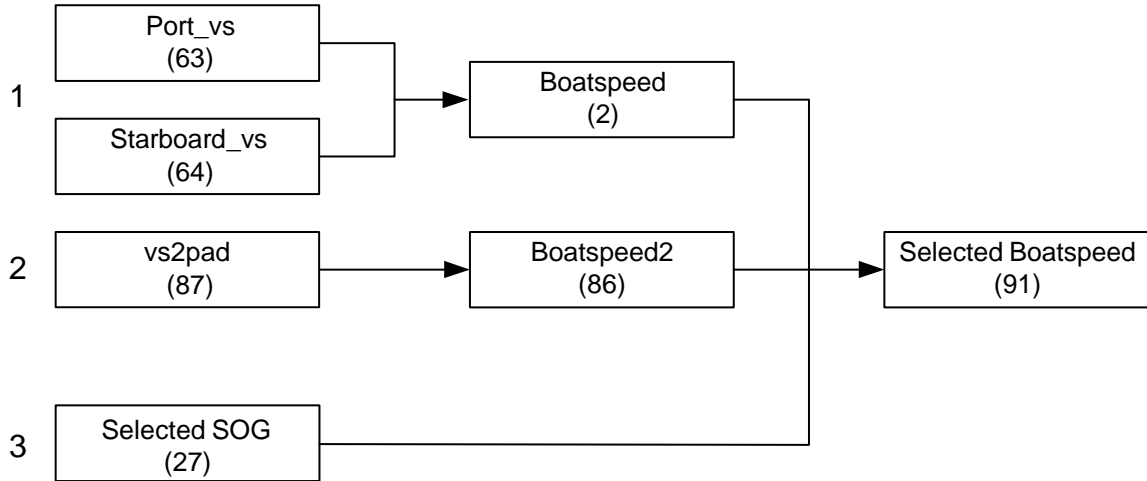 Port_vs
(63)
1
Boatspeed
(2)
Starboard_vs
(64)
2
vs2pad
(87)
Boatspeed2
(86)
Selected Boatspeed
(91)
3
Selected SOG
(27)